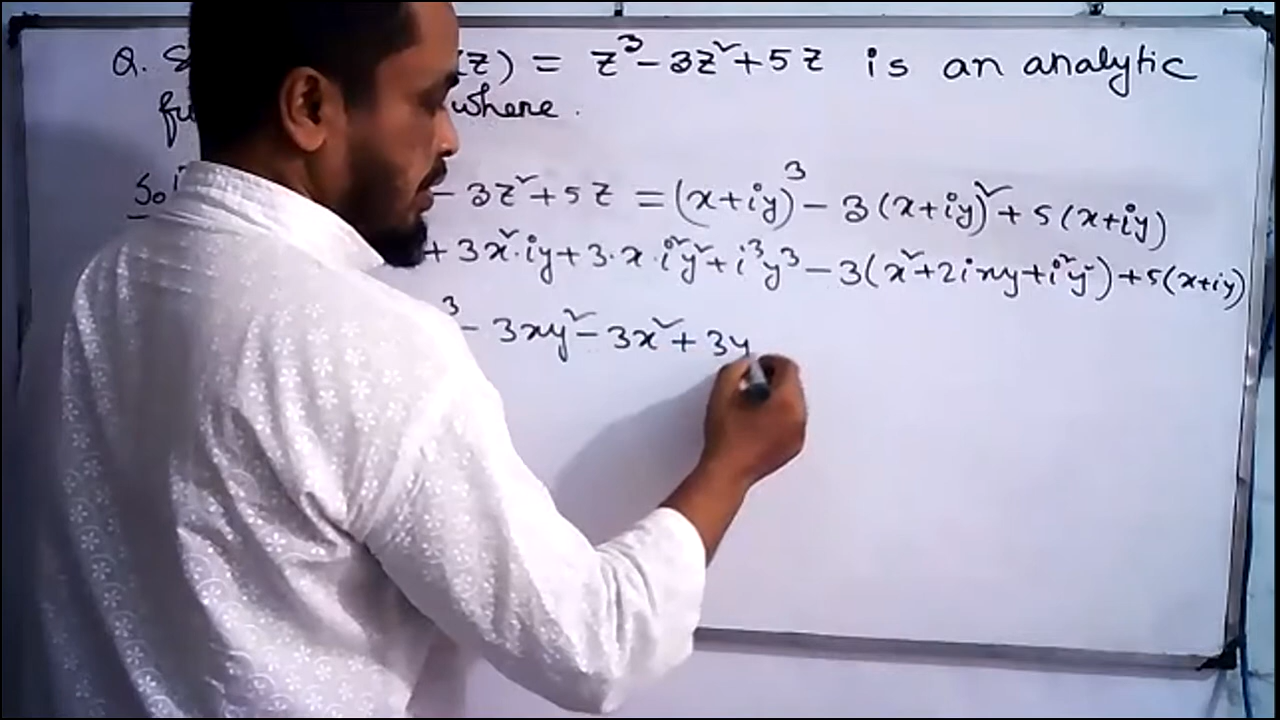 Q. S (z) = z³ - 3z² + 5z is an analytic
fu where.
Sol - 3z² + 5z = (x+iy)³ - 3(x+iy)² + 5(x+iy)
+ 3x²·iy + 3·x·i²y² + i³y³ - 3(x² + 2ixy + i²y²) + 5(x+iy)
³ - 3xy² - 3x² + 3y